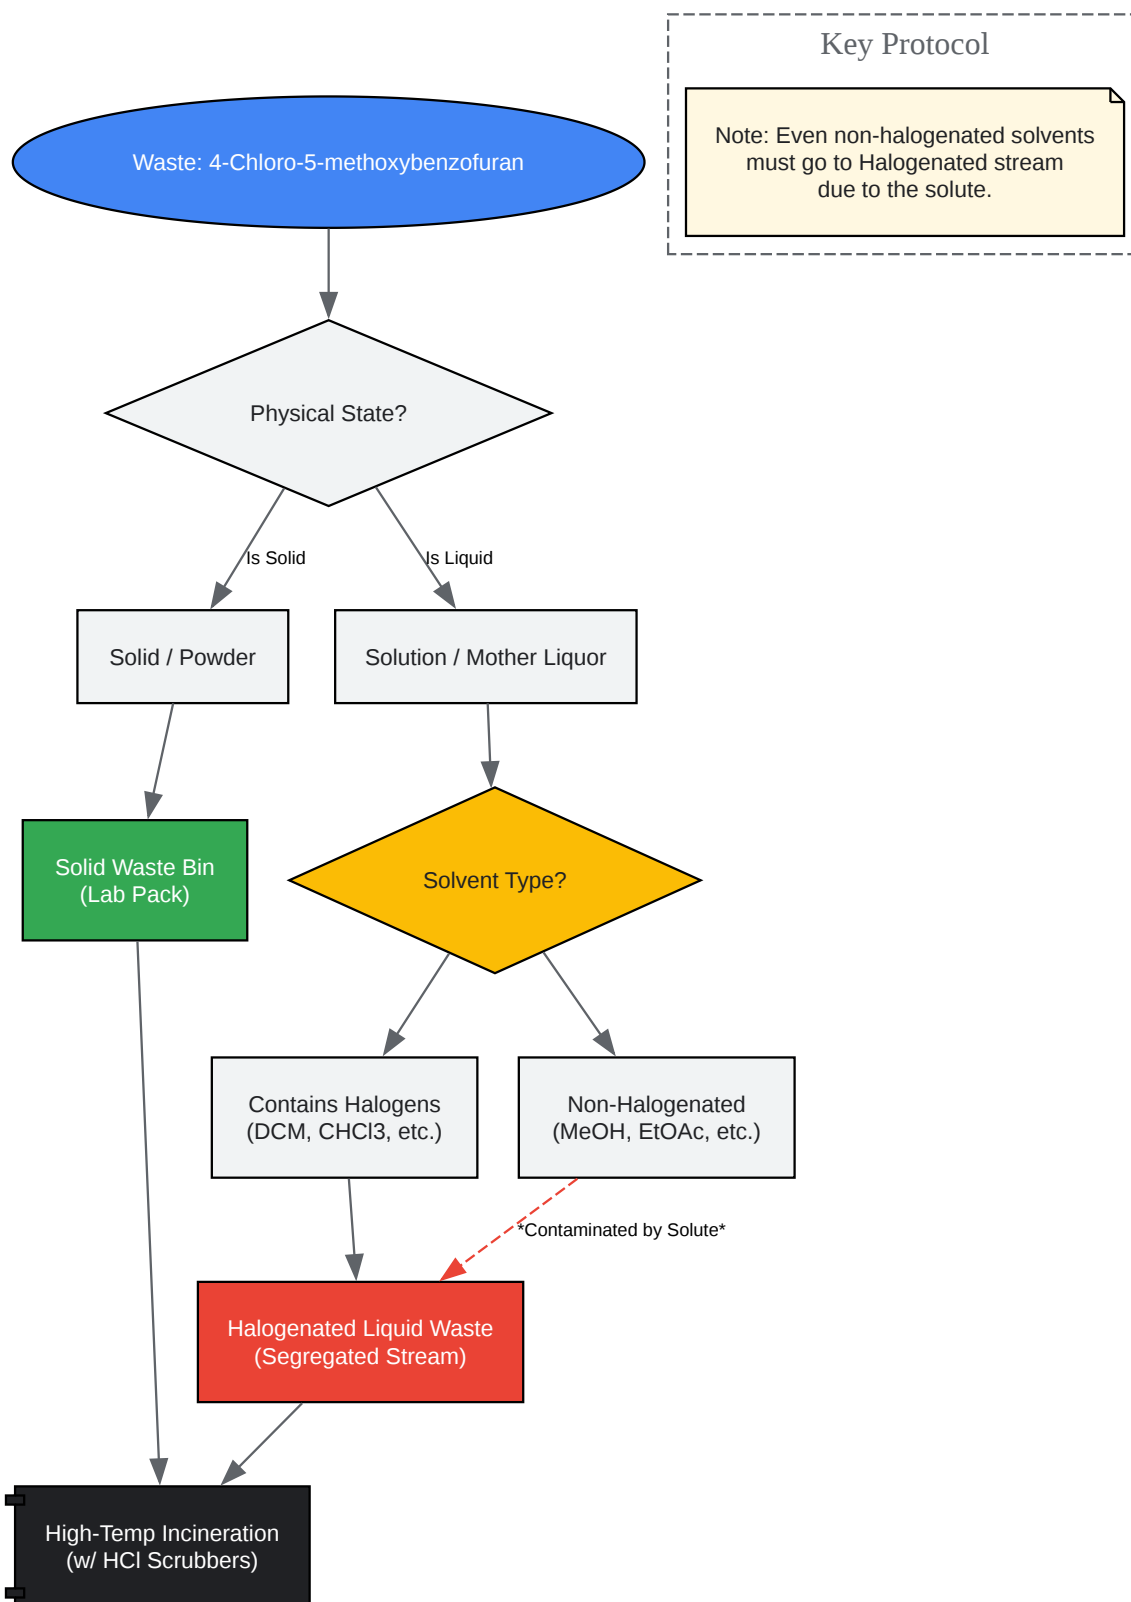 Key Protocol
Note: Even non-halogenated solvents
must go to Halogenated stream
due to the solute.
Waste: 4-Chloro-5-methoxybenzofuran
Physical State?
Is Solid
Is Liquid
Solid / Powder
Solution / Mother Liquor
Solid Waste Bin
(Lab Pack)
Solvent Type?
Contains Halogens
(DCM, CHCl3, etc.)
Non-Halogenated
(MeOH, EtOAc, etc.)
*Contaminated by Solute*
Halogenated Liquid Waste
(Segregated Stream)
High-Temp Incineration
(w/ HCl Scrubbers)